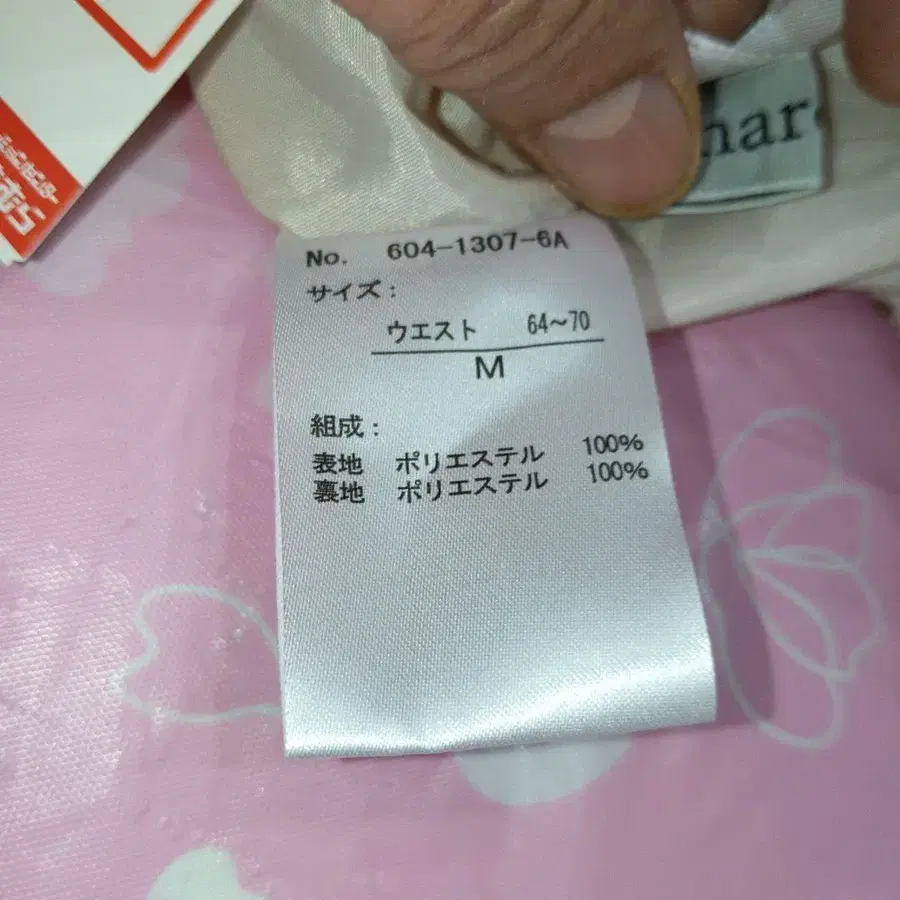 No. 604-1307-6A
サイズ:
ウエスト 64~70
M
組成:
表地 ポリエステル 100%
裏地 ポリエステル 100%